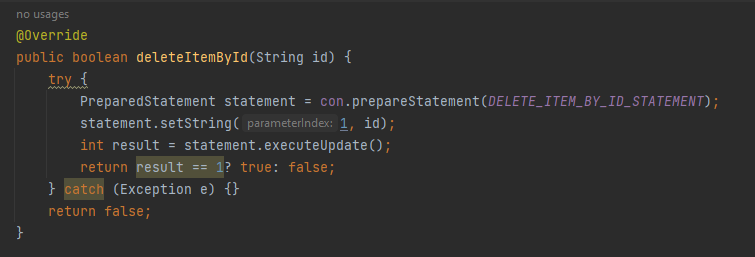 no usages
@Override
public boolean deleteItemById(String id) {
try {
PreparedStatement statement = con.prepareStatement(DELETE_ITEM_BY_ID_STATEMENT);
statement.setString( parameterIndex: 1, id);
int result = statement.executeUpdate();
return result == 1? true: false;
} catch (Exception e) {}
return false;
}